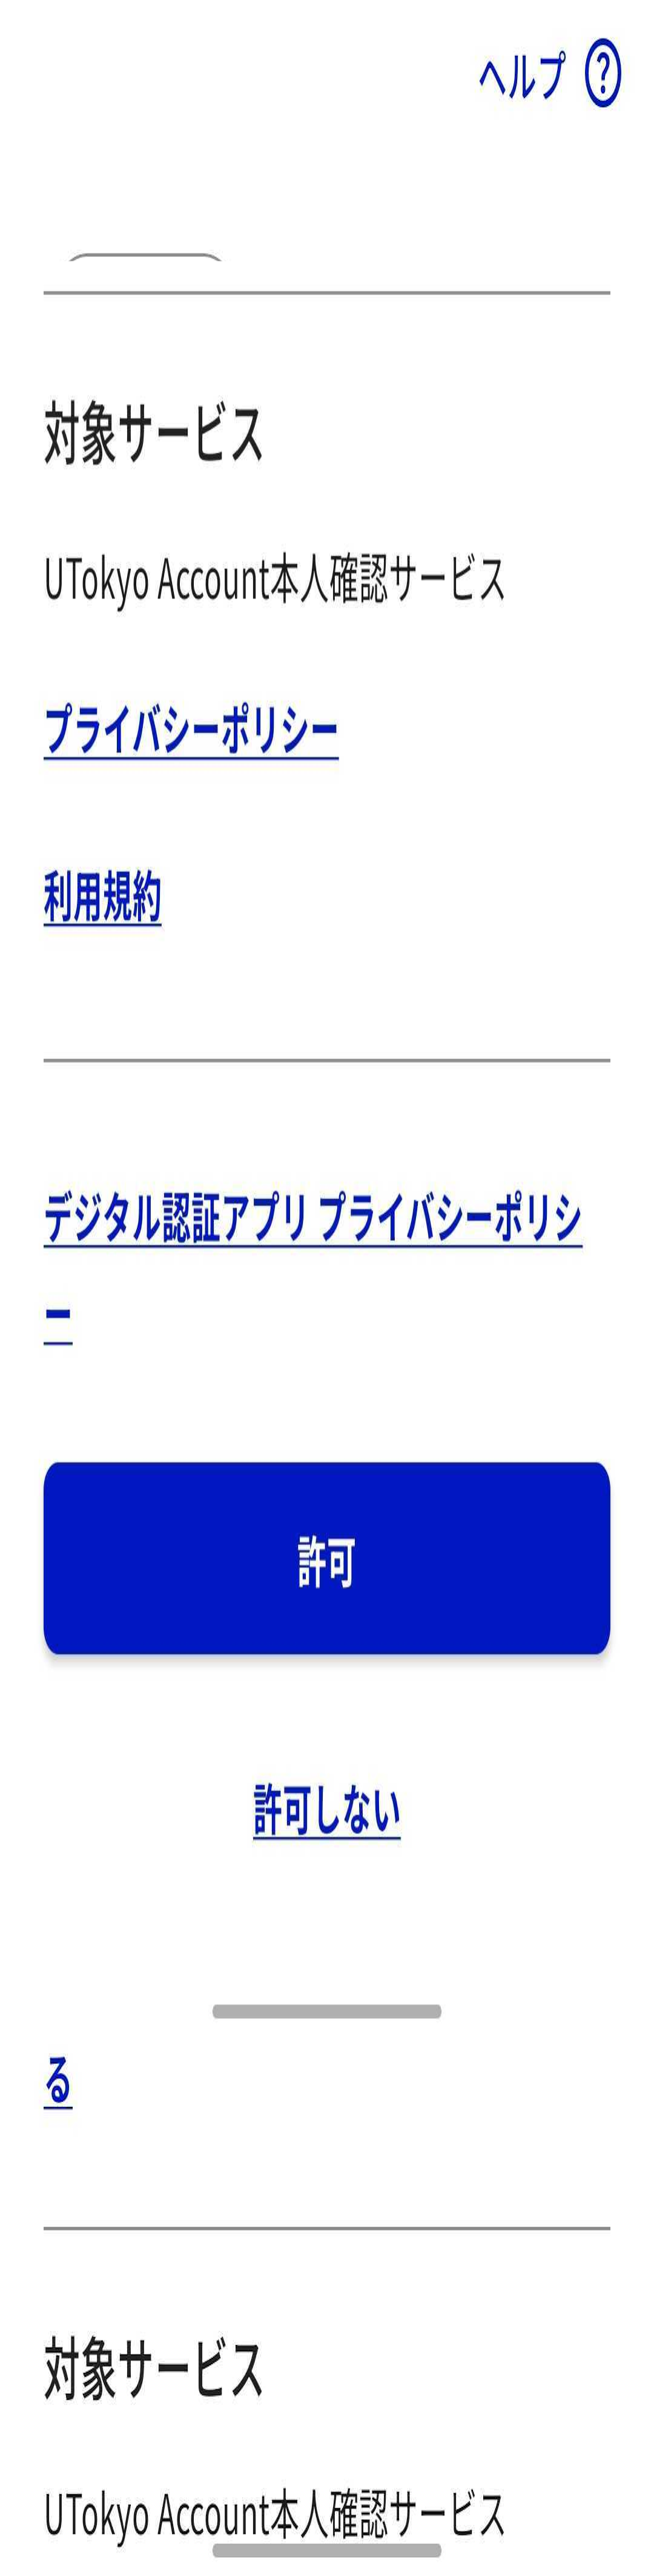 ヘルプ ?
対象サービス
UTokyo Account本人確認サービス
プライバシーポリシー
利用規約
デジタル認証アプリ プライバシーポリシ
ー
許可
許可しない
る
対象サービス
UTokyo Account本人確認サービス